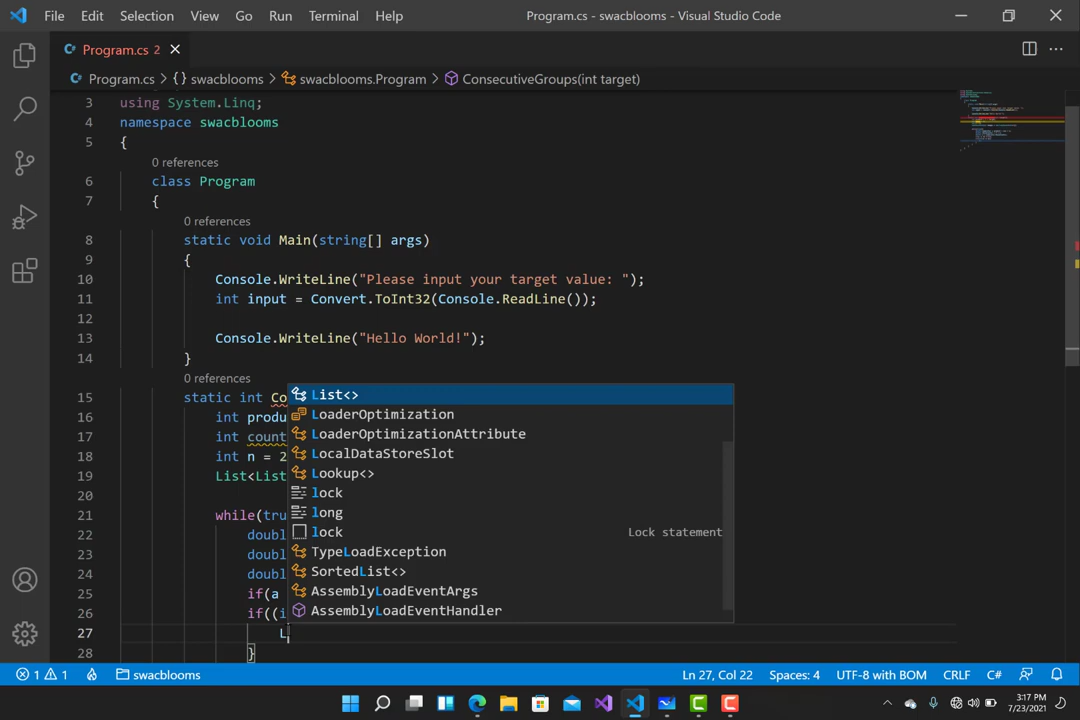 File Edit Selection View Go Run Terminal Help Program.cs - swacblooms - Visual Studio Code
Program.cs 2
Program.cs > {} swacblooms > swacblooms.Program > ConsecutiveGroups(int target)
3 using System.Linq;
4 namespace swacblooms
5 {
0 references
6 class Program
7 {
0 references
8 static void Main(string[] args)
9 {
10 Console.WriteLine("Please input your target value: ");
11 int input = Convert.ToInt32(Console.ReadLine());
12
13 Console.WriteLine("Hello World!");
14 }
0 references
15 static int Co
16 int produ
17 int count
18 int n = 2
19 List<List
20
21 while(tru
22 doubl
23 doubl
24 doubl
25 if(a
26 if((i
27 L
28 }
List<>
LoaderOptimization
LoaderOptimizationAttribute
LocalDataStoreSlot
Lookup<>
lock
long
lock Lock statement
TypeLoadException
SortedList<>
AssemblyLoadEventArgs
AssemblyLoadEventHandler
1 1 swacblooms Ln 27, Col 22 Spaces: 4 UTF-8 with BOM CRLF C#
3:17 PM
7/23/2021